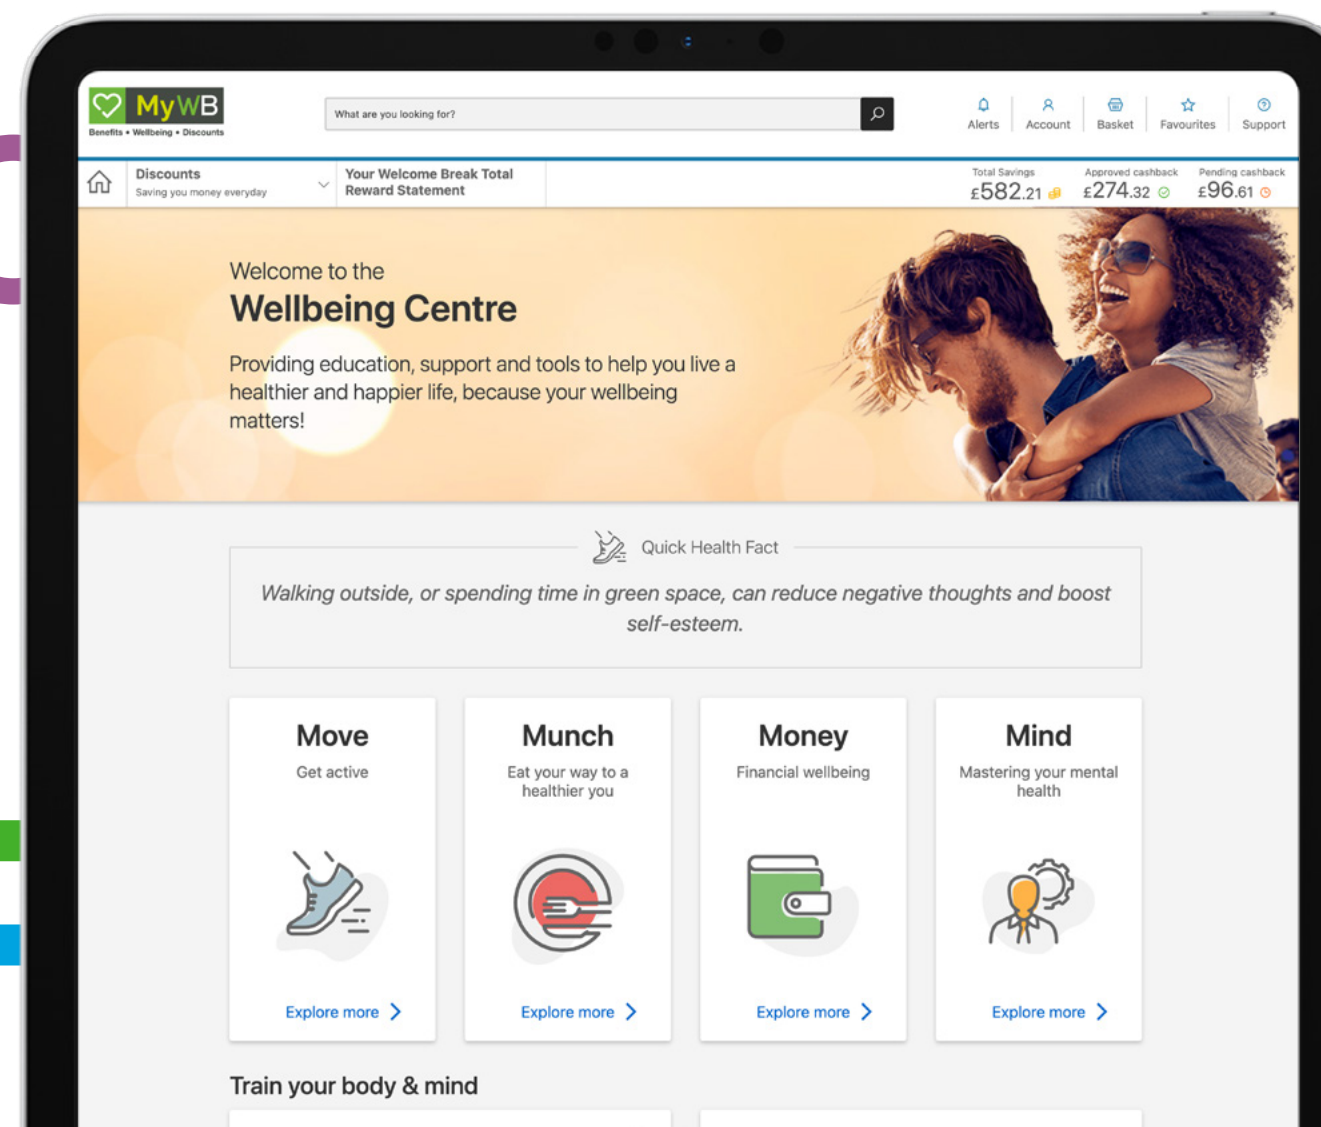 MyWB
Benefits • Wellbeing • Discounts
What are you looking for?
Alerts
Account
Basket
Favourites
Support
Discounts
Saving you money everyday
Your Welcome Break Total
Reward Statement
Total Savings
£582.21
Approved cashback
£274.32
Pending cashback
£96.61
Welcome to the
Wellbeing Centre
Providing education, support and tools to help you live a
healthier and happier life, because your wellbeing
matters!
Quick Health Fact
Walking outside, or spending time in green space, can reduce negative thoughts and boost
self-esteem.
Move
Get active
Explore more
Munch
Eat your way to a
healthier you
Explore more
Money
Financial wellbeing
Explore more
Mind
Mastering your mental
health
Explore more
Train your body & mind